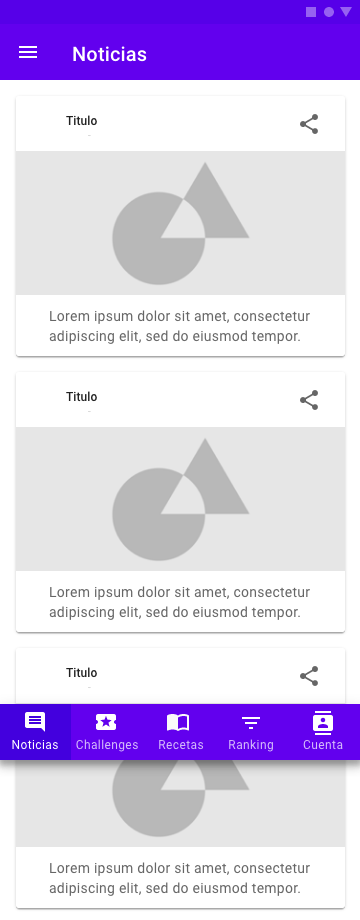 Noticias
Titulo
Lorem ipsum dolor sit amet, consectetur
adipiscing elit, sed do eiusmod tempor.
Titulo
Lorem ipsum dolor sit amet, consectetur
adipiscing elit, sed do eiusmod tempor.
Titulo
Noticias Challenges Recetas Ranking Cuenta
Lorem ipsum dolor sit amet, consectetur
adipiscing elit, sed do eiusmod tempor.